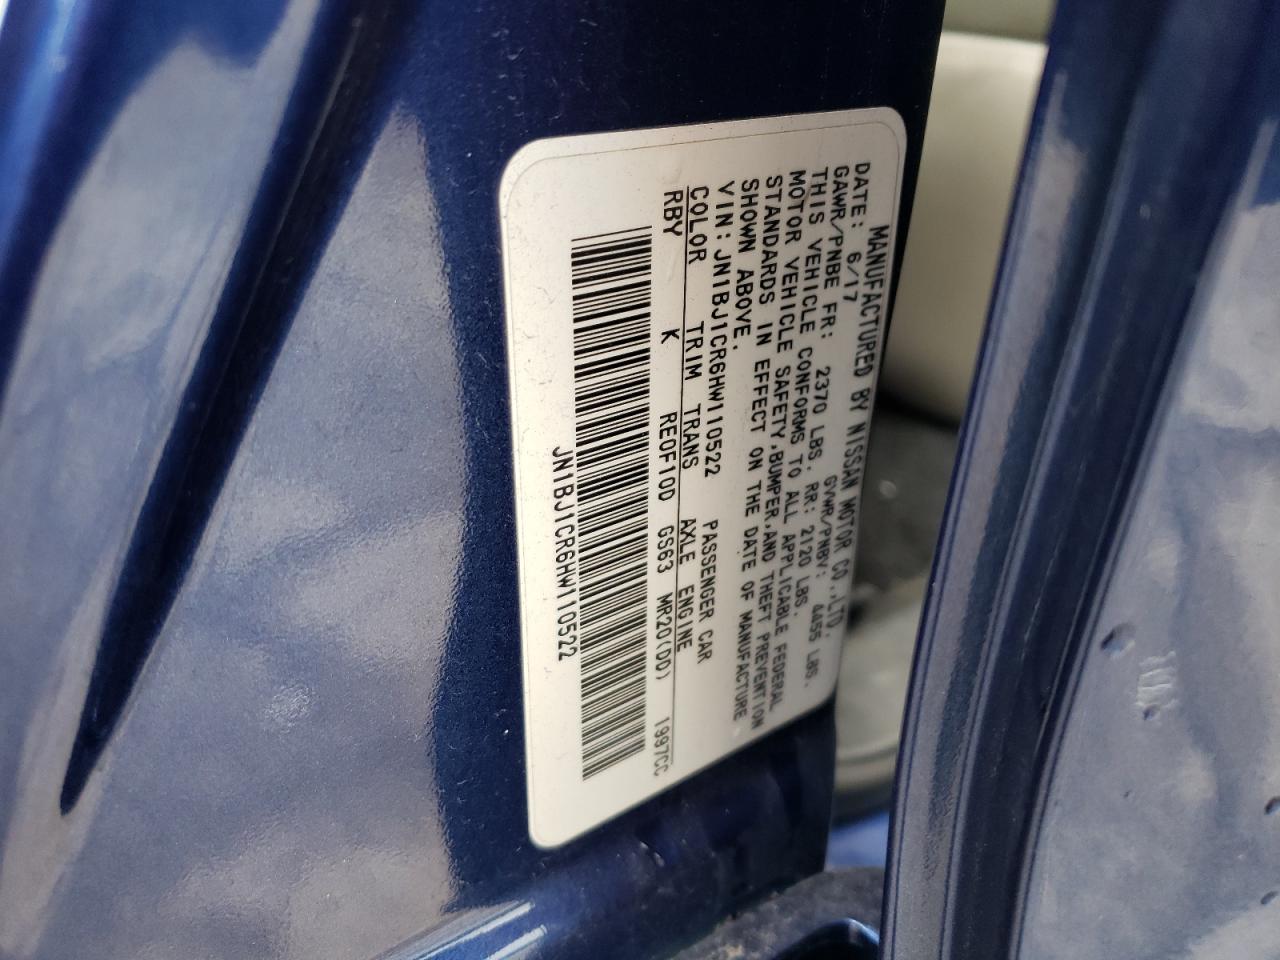 MANUFACTURED BY NISSAN MOTOR CO.,LTD.
DATE: 6/17 GVWR/PNBV: 4455 LBS.
GAWR/PNBE FR: 2370 LBS. RR: 2120 LBS.
THIS VEHICLE CONFORMS TO ALL APPLICABLE FEDERAL
MOTOR VEHICLE SAFETY,BUMPER,AND THEFT PREVENTION
STANDARDS IN EFFECT ON THE DATE OF MANUFACTURE
SHOWN ABOVE.
VIN: JN1BJ1CR6HW110522 PASSENGER CAR
COLOR TRIM TRANS AXLE ENGINE
RBY K RE0F10D GS63 MR20(DD) 1997CC
JN1BJ1CR6HW110522